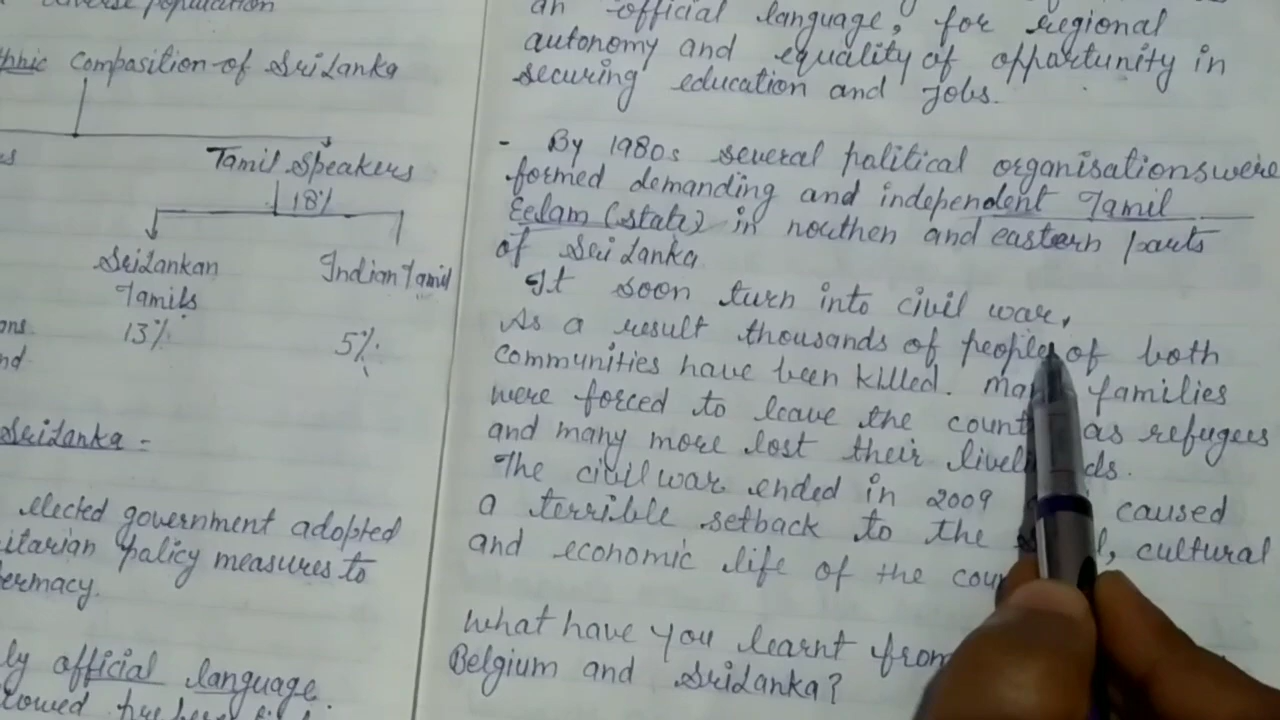 diverse population
composition of SriLanka
Tamil Speakers
18%
SriLankan
Tamils
13%
Indian Tamil
5%
SriLanka =
elected government adopted
policy measures to
official language.
an official language, for regional
autonomy and equality of opportunity in
securing education and jobs.
- By 1980s several political organisations were
formed demanding and independent Tamil
Eelam (state) in nouthen and eastern parts
of Sri Lanka
It soon turn into civil war,
As a result thousands of people of both
communities have been killed. Many families
were forced to leave the as refugees
and many more lost their
The civil war ended in 2009 caused
a terrible setback to the cultural
and economic life of the
What have you learnt from
Belgium and SriLanka?